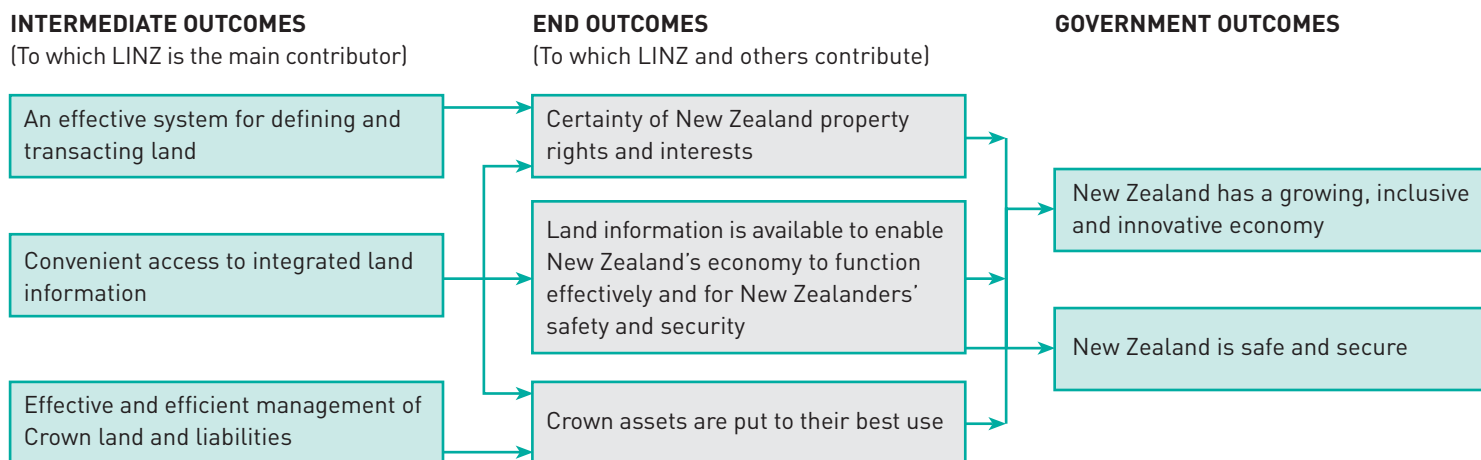 INTERMEDIATE OUTCOMES
(To which LINZ is the main contributor)
An effective system for defining and
transacting land
Convenient access to integrated land
information
Effective and efficient management of
Crown land and liabilities
END OUTCOMES
(To which LINZ and others contribute)
Certainty of New Zealand property
rights and interests
Land information is available to enable
New Zealand’s economy to function
effectively and for New Zealanders’
safety and security
Crown assets are put to their best use
GOVERNMENT OUTCOMES
New Zealand has a growing, inclusive
and innovative economy
New Zealand is safe and secure